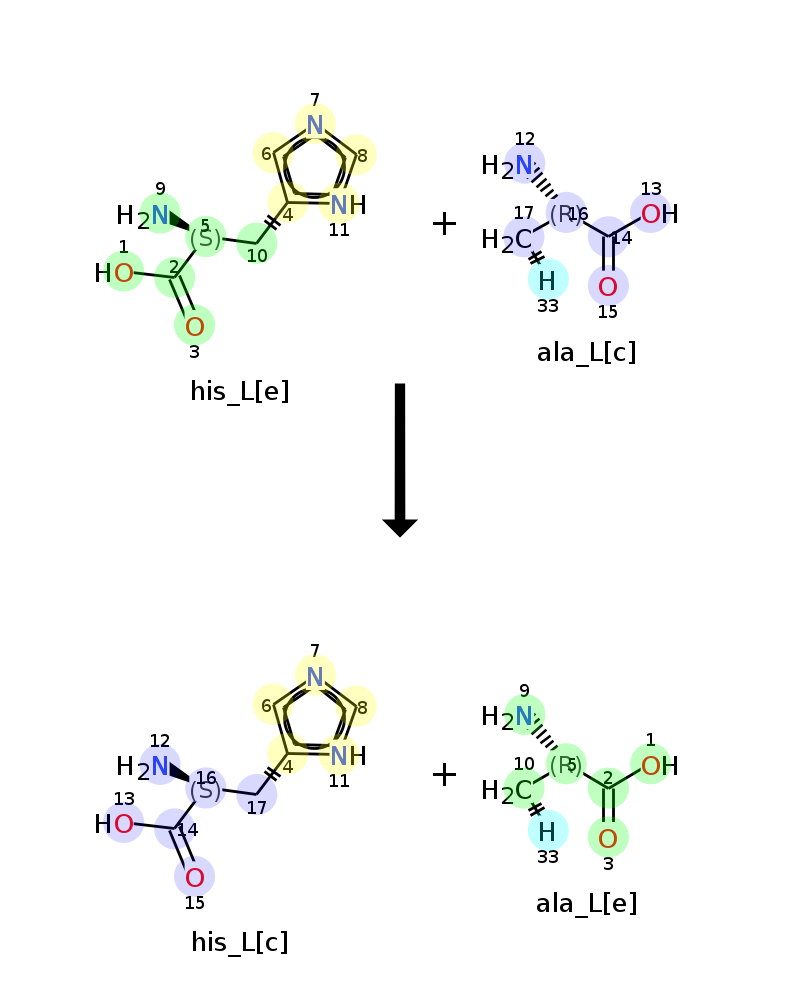 7
N
6
8
9
H2N
5
(S)
4
NH
11
10
1
HO
2
O
3
his_L[e]
+
12
H2N
13
17
(R)
16
OH
H2C
14
H
33
O
15
ala_L[c]
7
N
6
8
12
H2N
16
(S)
4
NH
11
17
13
HO
14
O
15
his_L[c]
+
9
H2N
1
10
(R)
5
OH
H2C
2
H
33
O
3
ala_L[e]